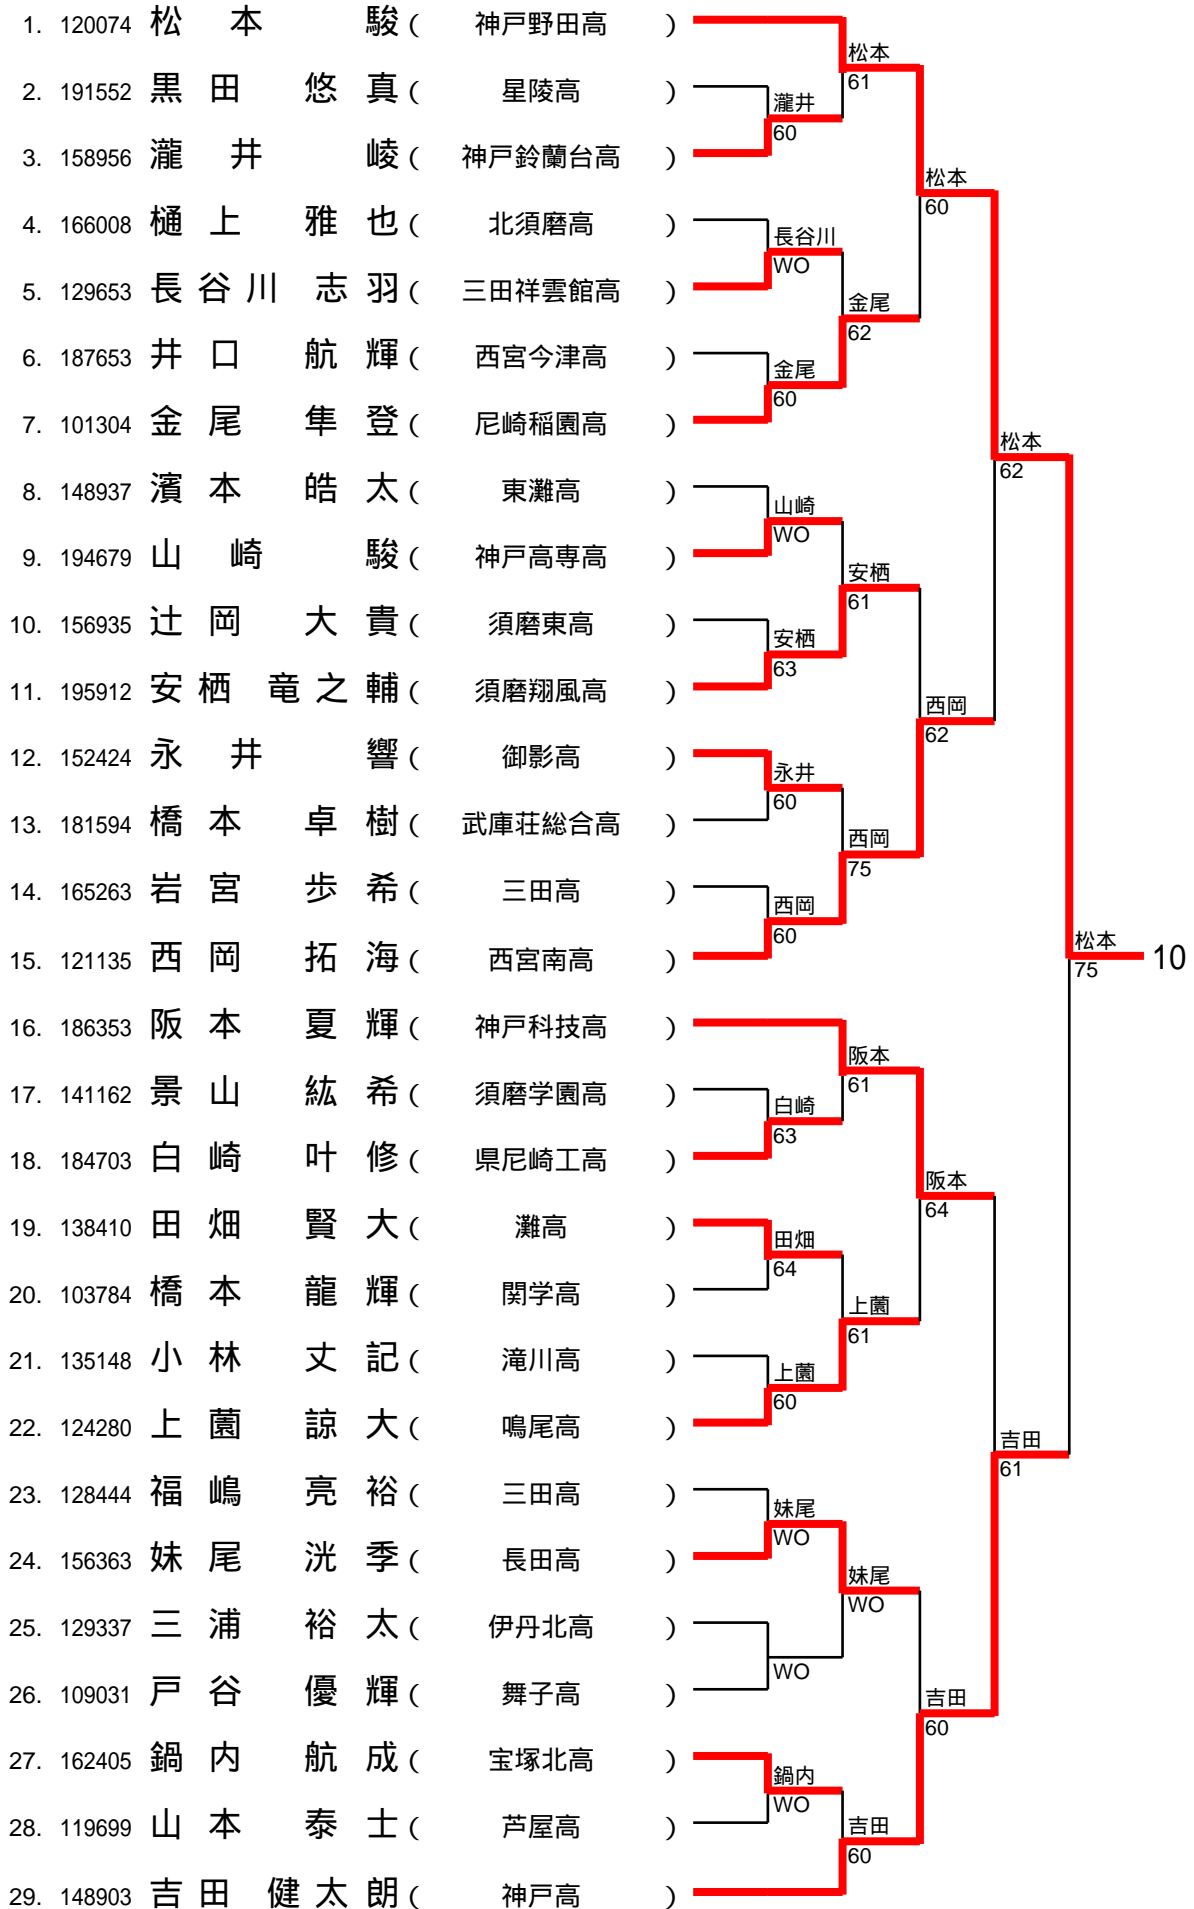 1. 120074 松本 駿 ( 神戸野田高 )
松本
61
2. 191552 黒田 悠真 ( 星陵高 )
瀧井
60
3. 158956 瀧井 崚 ( 神戸鈴蘭台高 )
松本
60
4. 166008 樋上 雅也 ( 北須磨高 )
長谷川
WO
5. 129653 長谷川 志羽 ( 三田祥雲館高 )
金尾
62
6. 187653 井口 航輝 ( 西宮今津高 )
金尾
60
7. 101304 金尾 隼登 ( 尼崎稲園高 )
松本
62
8. 148937 濱本 皓太 ( 東灘高 )
山崎
WO
9. 194679 山崎 駿 ( 神戸高専高 )
安栖
61
10. 156935 辻岡 大貴 ( 須磨東高 )
安栖
63
11. 195912 安栖 竜之輔 ( 須磨翔風高 )
西岡
62
12. 152424 永井 響 ( 御影高 )
永井
60
13. 181594 橋本 卓樹 ( 武庫荘総合高 )
西岡
75
14. 165263 岩宮 歩希 ( 三田高 )
西岡
60
15. 121135 西岡 拓海 ( 西宮南高 )
松本
75
10
16. 186353 阪本 夏輝 ( 神戸科技高 )
阪本
61
17. 141162 景山 紘希 ( 須磨学園高 )
白崎
63
18. 184703 白崎 叶修 ( 県尼崎工高 )
阪本
64
19. 138410 田畑 賢大 ( 灘高 )
田畑
64
20. 103784 橋本 龍輝 ( 関学高 )
上薗
61
21. 135148 小林 丈記 ( 滝川高 )
上薗
60
22. 124280 上薗 諒大 ( 鳴尾高 )
吉田
61
23. 128444 福嶋 亮裕 ( 三田高 )
妹尾
WO
24. 156363 妹尾 洸季 ( 長田高 )
妹尾
WO
25. 129337 三浦 裕太 ( 伊丹北高 )
WO
26. 109031 戸谷 優輝 ( 舞子高 )
吉田
60
27. 162405 鍋内 航成 ( 宝塚北高 )
鍋内
WO
28. 119699 山本 泰士 ( 芦屋高 )
吉田
60
29. 148903 吉田 健太朗 ( 神戸高 )